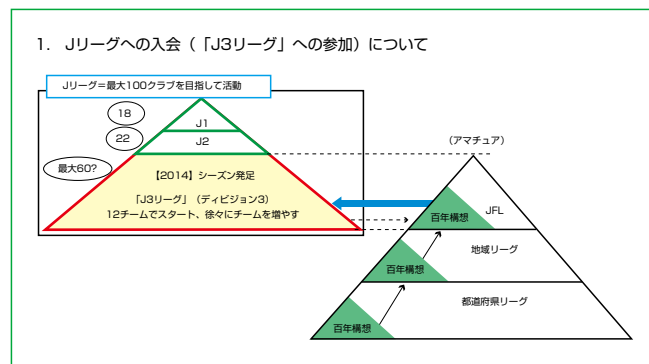 1. Jリーグへの入会（「J3リーグ」への参加）について
Jリーグ＝最大100クラブを目指して活動
18
J1
22
J2
（アマチュア）
最大60?
【2014】シーズン発足
「J3リーグ」（ディビジョン3）
12チームでスタート、徐々にチームを増やす
百年構想
JFL
百年構想
地域リーグ
百年構想
都道府県リーグ